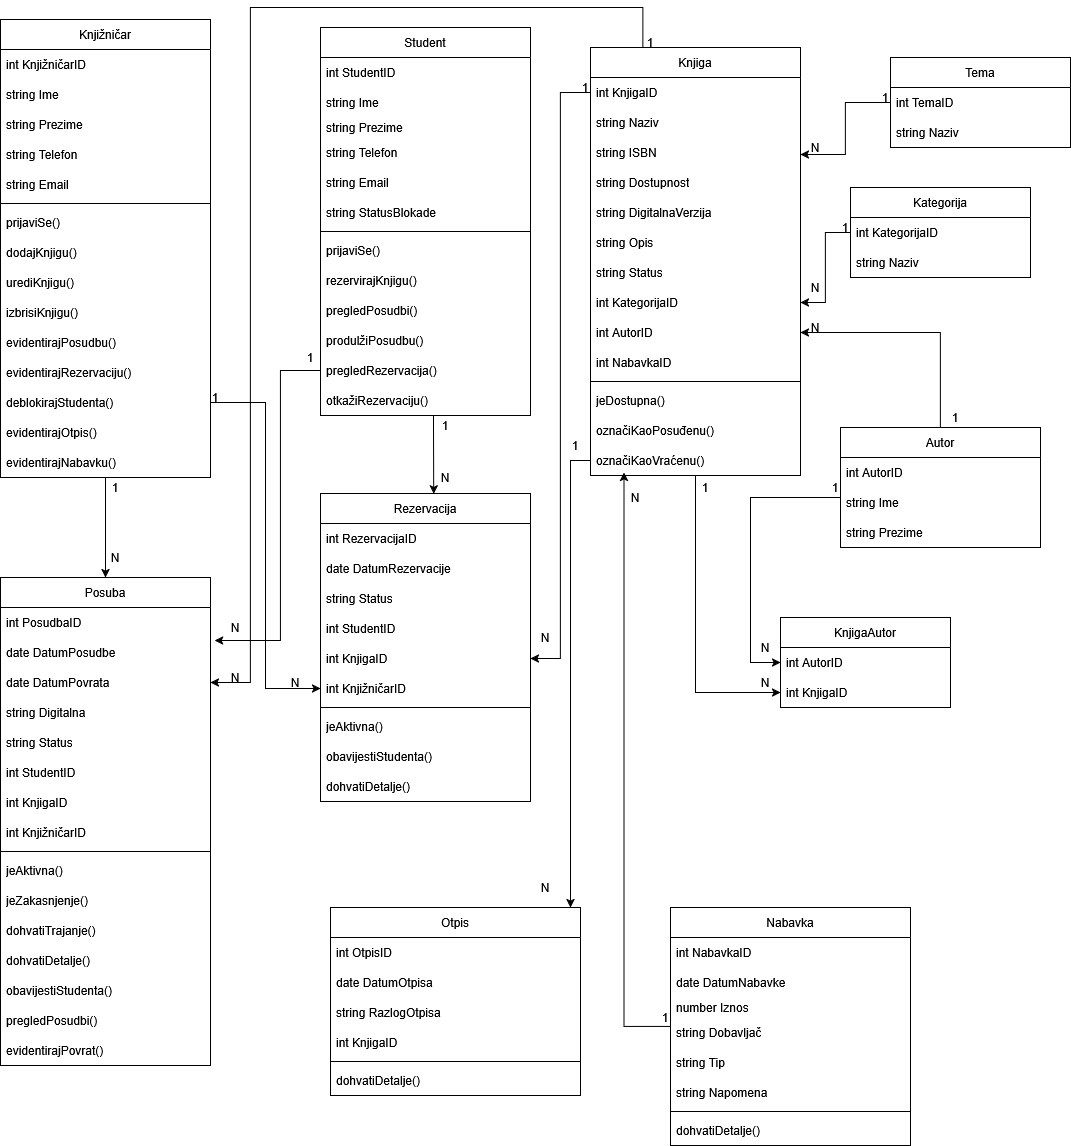 Knjižničar
int KnjižničarID
string Ime
string Prezime
string Telefon
string Email
prijaviSe()
dodajKnjigu()
urediKnjigu()
izbrisiKnjigu()
evidentirajPosudbu()
evidentirajRezervaciju()
deblokirajStudenta()
evidentirajOtpis()
evidentirajNabavku()
1
1
N
Student
int StudentID
string Ime
string Prezime
string Telefon
string Email
string StatusBlokade
prijaviSe()
rezervirajKnjigu()
pregledPosudbi()
produlžiPosudbu()
pregledRezervacija()
otkažiRezervaciju()
1
1
N
Knjiga
int KnjigaID
string Naziv
string ISBN
string Dostupnost
string DigitalnaVerzija
string Opis
string Status
int KategorijaID
int AutorID
int NabavkaID
jeDostupna()
označiKaoPosuđenu()
označiKaoVraćenu()
1
1
1
1
N
N
N
N
Tema
int TemaID
string Naziv
1
Kategorija
int KategorijaID
string Naziv
1
Autor
int AutorID
string Ime
string Prezime
1
1
KnjigaAutor
int AutorID
int KnjigaID
N
N
Posuba
int PosudbaID
date DatumPosudbe
date DatumPovrata
string Digitalna
string Status
int StudentID
int KnjigaID
int KnjižničarID
jeAktivna()
jeZakasnjenje()
dohvatiTrajanje()
dohvatiDetalje()
obavijestiStudenta()
pregledPosudbi()
evidentirajPovrat()
N
N
Rezervacija
int RezervacijaID
date DatumRezervacije
string Status
int StudentID
int KnjigaID
int KnjižničarID
jeAktivna()
obavijestiStudenta()
dohvatiDetalje()
N
N
Otpis
int OtpisID
date DatumOtpisa
string RazlogOtpisa
int KnjigaID
dohvatiDetalje()
N
Nabavka
int NabavkaID
date DatumNabavke
number Iznos
string Dobavljač
string Tip
string Napomena
dohvatiDetalje()
1